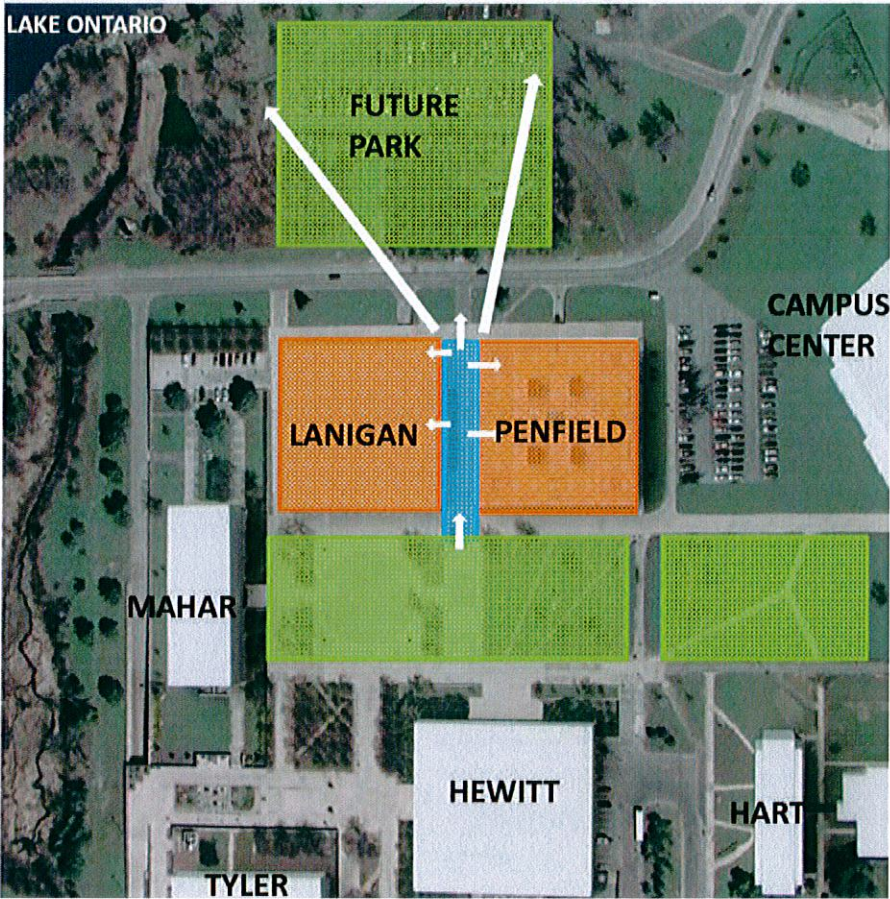 LAKE ONTARIO
FUTURE
PARK
CAMPUS
CENTER
LANIGAN
PENFIELD
MAHAR
HEWITT
HART
TYLER